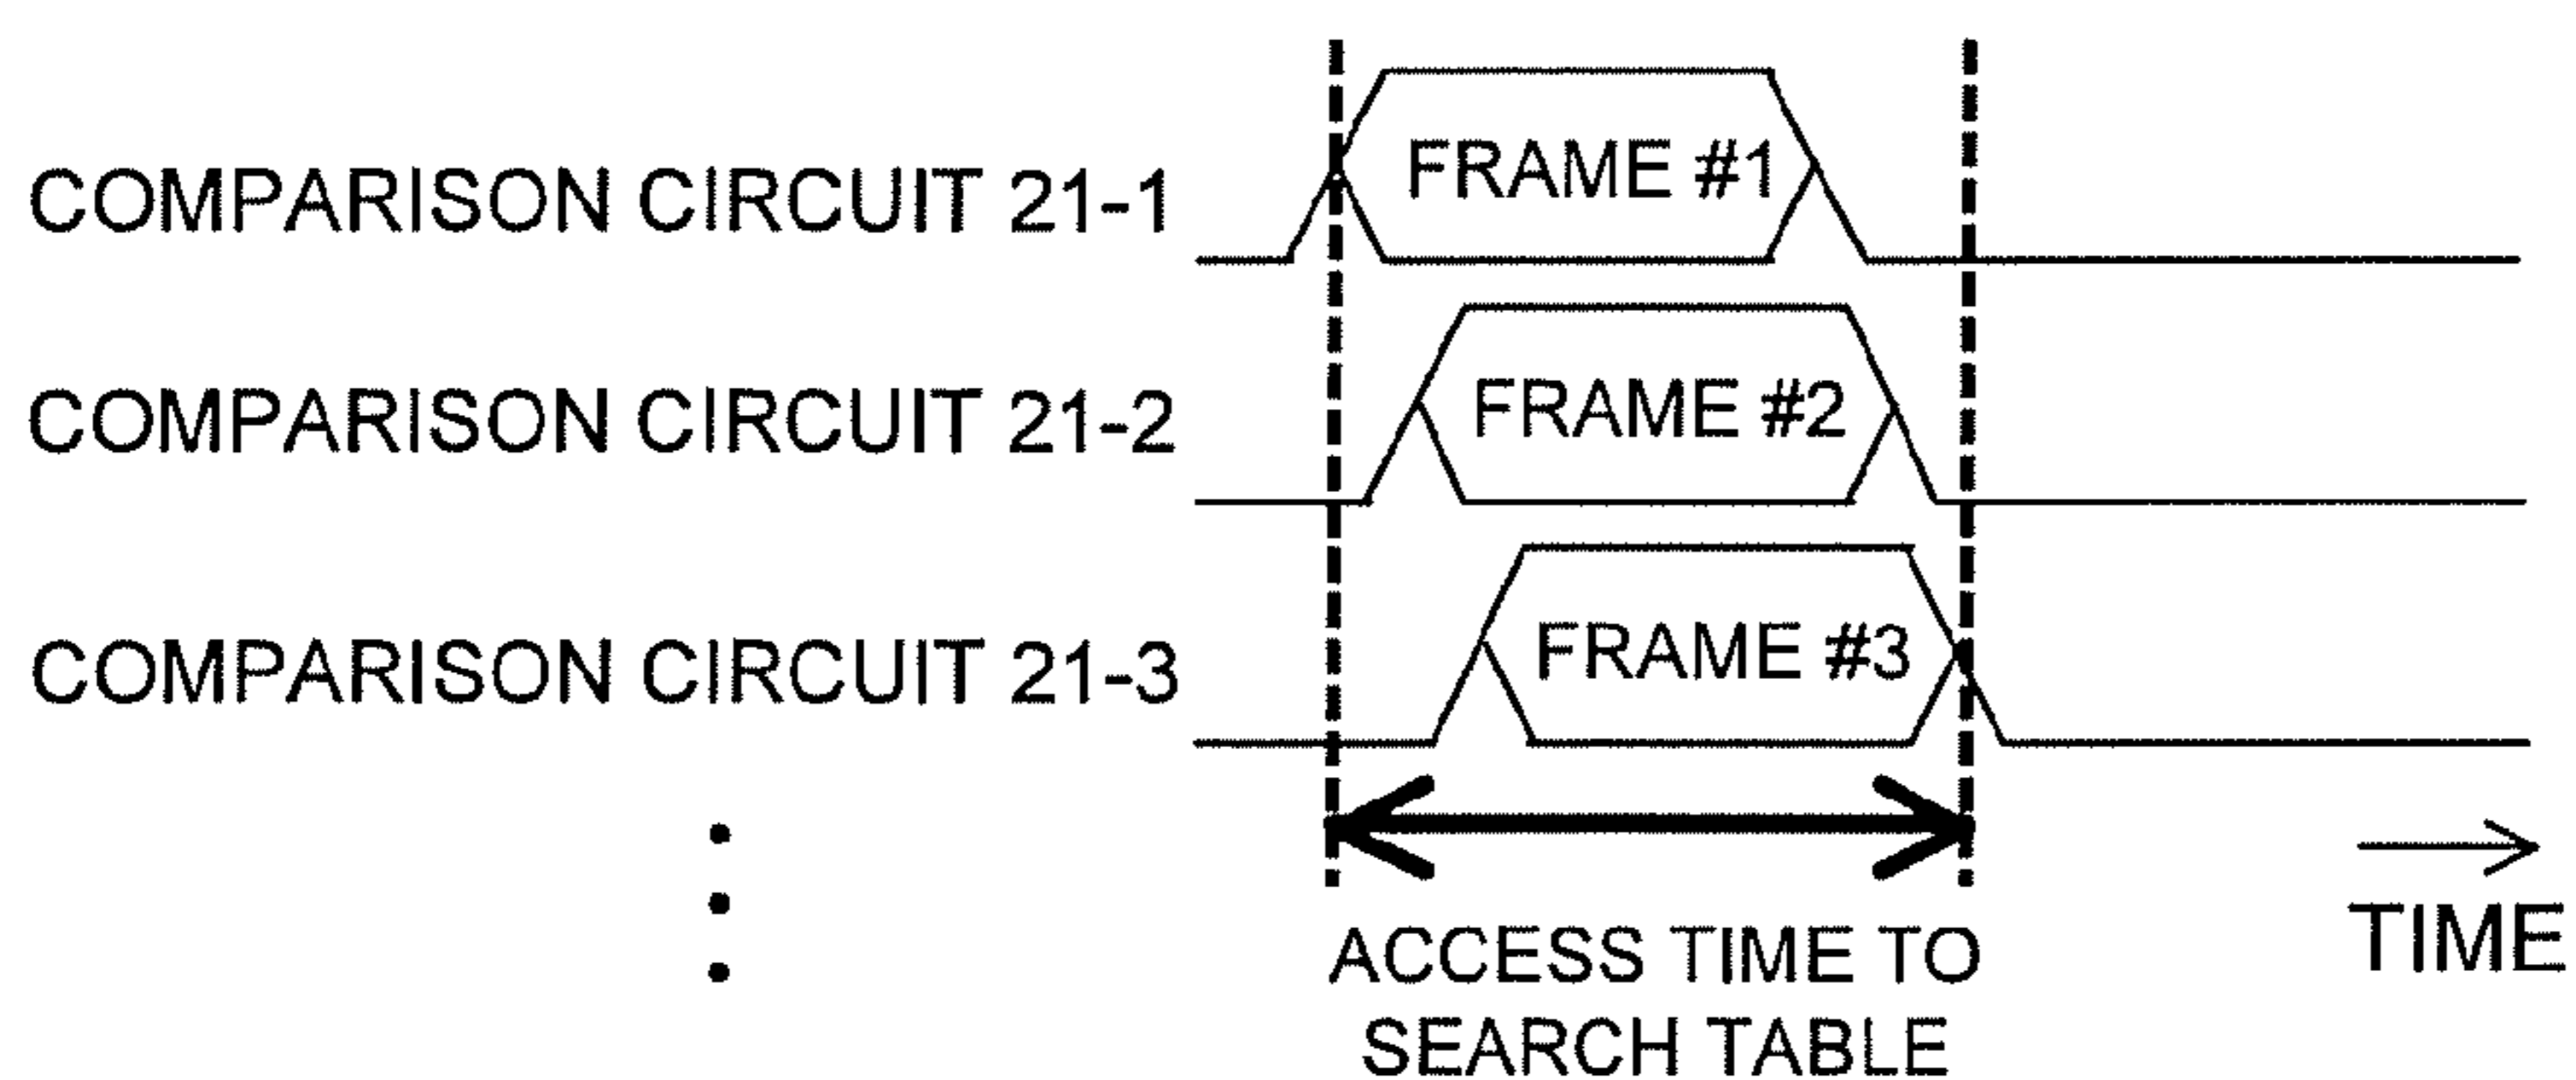 COMPARISON CIRCUIT 21-1
FRAME #1
COMPARISON CIRCUIT 21-2
FRAME #2
COMPARISON CIRCUIT 21-3
FRAME #3
ACCESS TIME TO
SEARCH TABLE
TIME